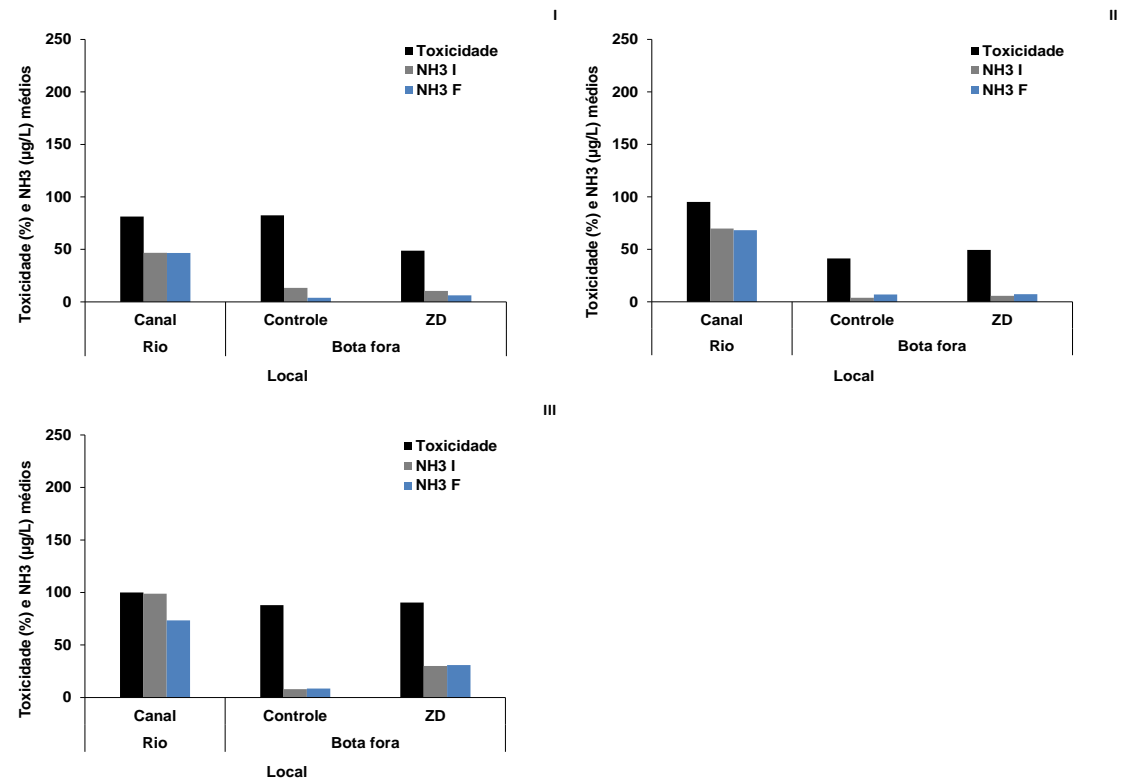 I
Toxicidade (%) e NH3 (µg/L) médios
250
200
150
100
50
0
Toxicidade
NH3 I
NH3 F
Canal Controle ZD
Rio Bota fora
Local
II
Toxicidade (%) e NH3 (µg/L) médios
250
200
150
100
50
0
Toxicidade
NH3 I
NH3 F
Canal Controle ZD
Rio Bota fora
Local
III
Toxicidade (%) e NH3 (µg/L) médios
250
200
150
100
50
0
Toxicidade
NH3 I
NH3 F
Canal Controle ZD
Rio Bota fora
Local